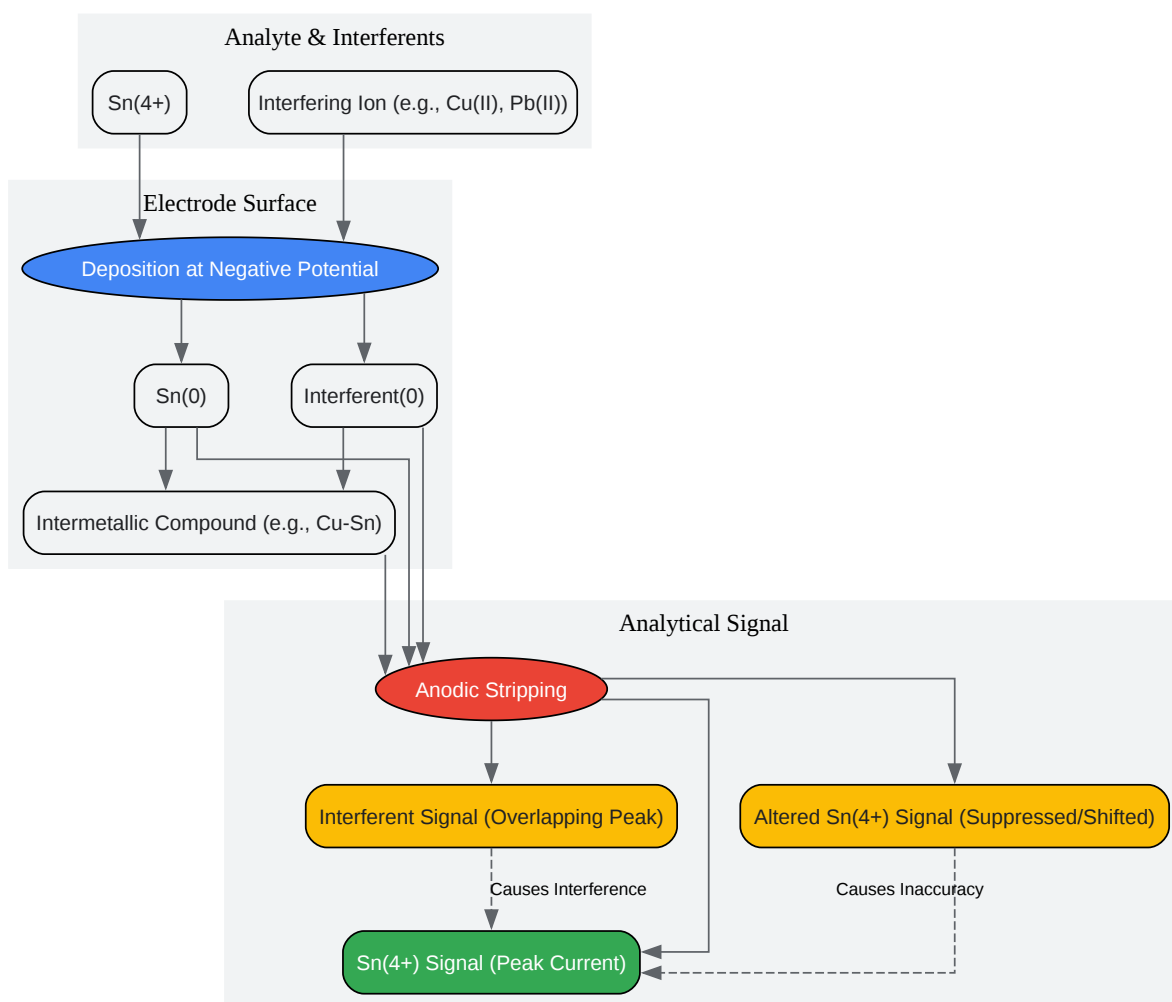 Analyte & Interferents
Sn(4+)
Interfering Ion (e.g., Cu(II), Pb(II))
Electrode Surface
Deposition at Negative Potential
Sn(0)
Interferent(0)
Intermetallic Compound (e.g., Cu-Sn)
Analytical Signal
Anodic Stripping
Interferent Signal (Overlapping Peak)
Altered Sn(4+) Signal (Suppressed/Shifted)
Causes Interference
Causes Inaccuracy
Sn(4+) Signal (Peak Current)